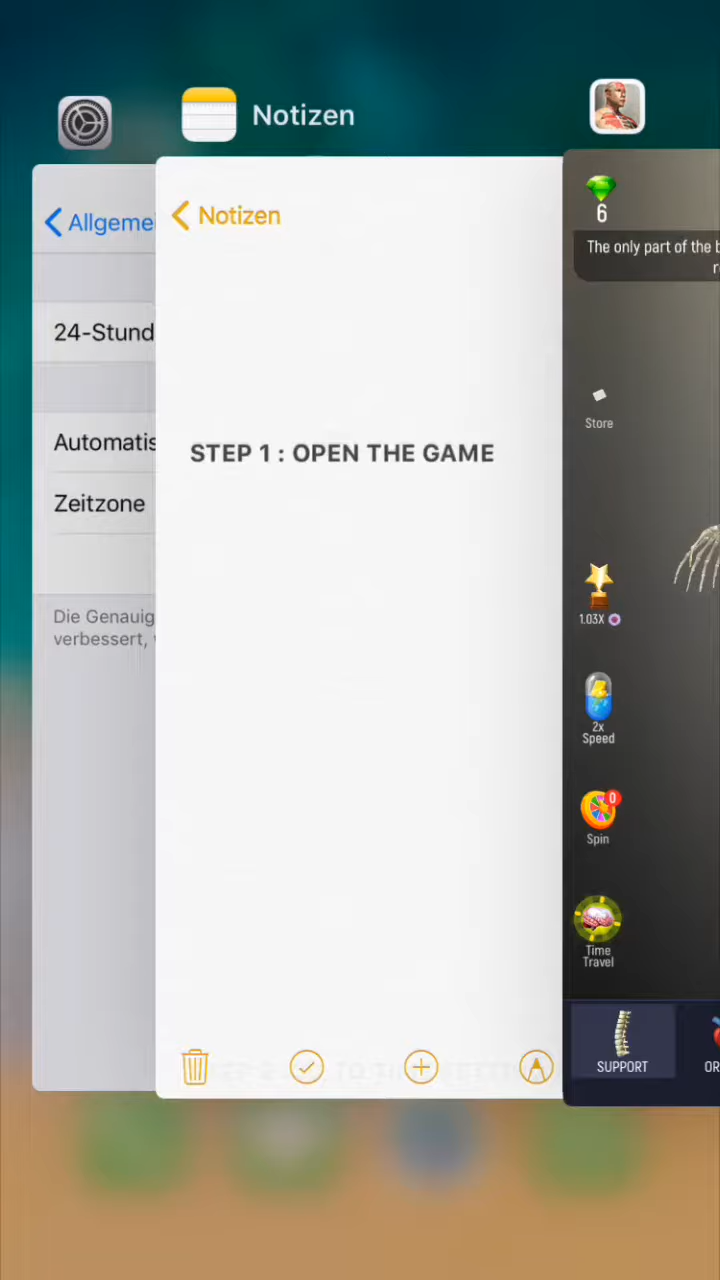 Notizen
Allgemei
24-Stund
Automatis
Zeitzone
Die Genauig
verbessert,
Notizen
STEP 1 : OPEN THE GAME
6
The only part of the b
r
Store
1.03X
2x
Speed
0
Spin
Time
Travel
SUPPORT
OR